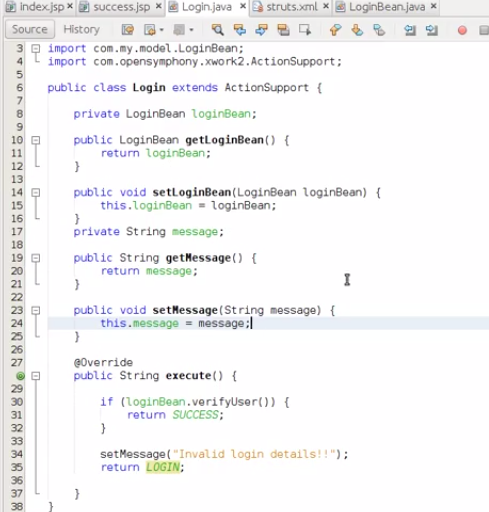 index.jsp success.jsp Login.java struts.xml LoginBean.java
Source History
3 import com.my.model.LoginBean;
4 import com.opensymphony.xwork2.ActionSupport;
5
6 public class Login extends ActionSupport {
7
8 private LoginBean loginBean;
9
10 public LoginBean getLoginBean() {
11 return loginBean;
12 }
13
14 public void setLoginBean(LoginBean loginBean) {
15 this.loginBean = loginBean;
16 }
17 private String message;
18
19 public String getMessage() {
20 return message;
21 }
22
23 public void setMessage(String message) {
24 this.message = message;
25 }
26
27 @Override
public String execute() {
29
30 if (loginBean.verifyUser()) {
31 return SUCCESS;
32 }
33
34 setMessage("Invalid login details!!");
35 return LOGIN;
36
37 }
38 }